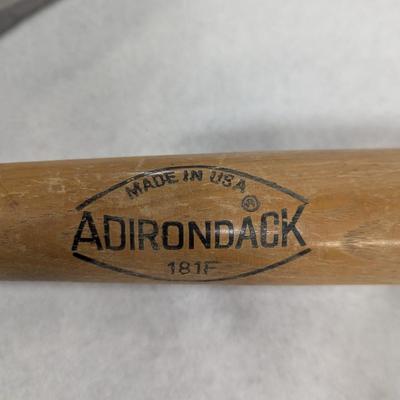 MADE IN USA
ADIRONDACK ®
181F